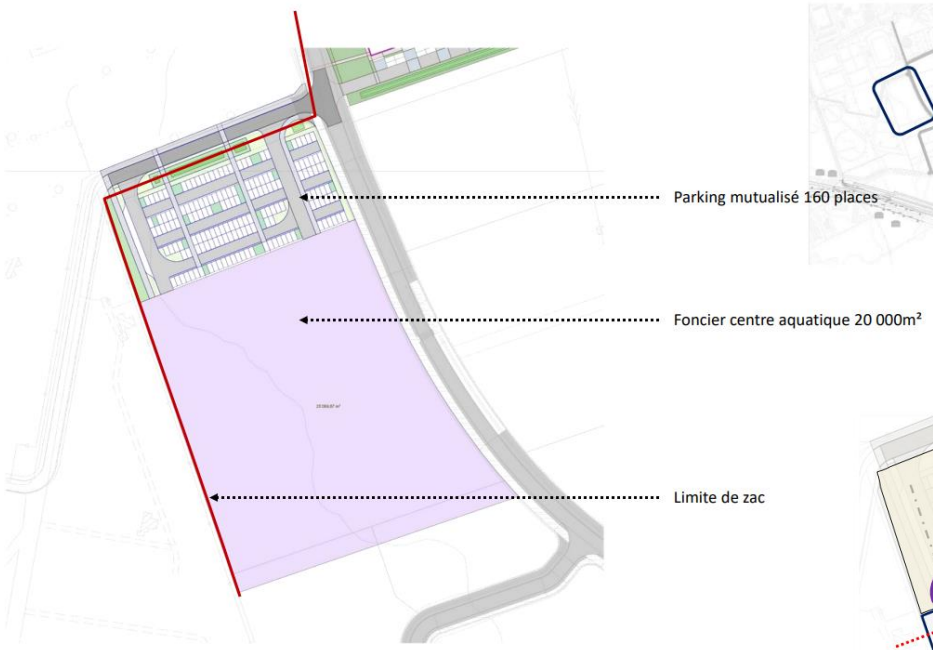 Parking mutualisé 160 places
Foncier centre aquatique 20 000m²
Limite de zac